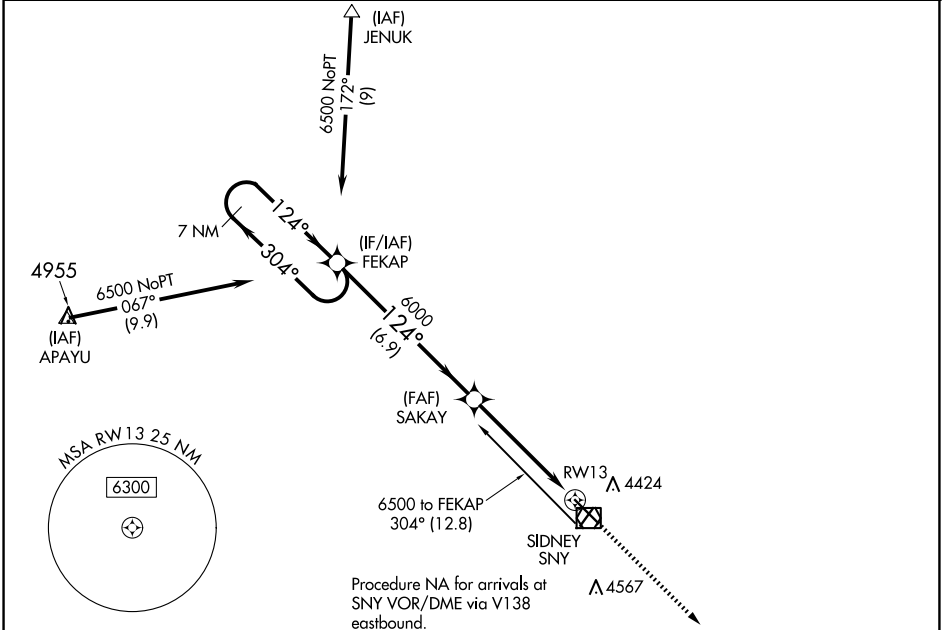 (IAF)
JENUK
6500 NoPT
172°
(9)
7 NM
124°
304°
(IF/IAF)
FEKAP
4955
6500 NoPT
067°
(9.9)
(IAF)
APAYU
6000
124°
(6.9)
(FAF)
SAKAY
MSA RW13 25 NM
6300
RW13
4424
6500 to FEKAP
304° (12.8)
SIDNEY
SNY
4567
Procedure NA for arrivals at
SNY VOR/DME via V138
eastbound.